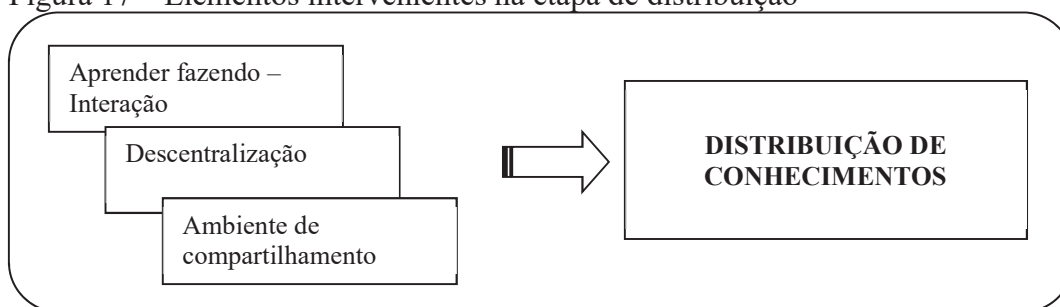 Figura 17 – Elementos intervenientes na etapa de distribuição
Aprender fazendo –
Interação
Descentralização
Ambiente de
compartilhamento
DISTRIBUIÇÃO DE
CONHECIMENTOS